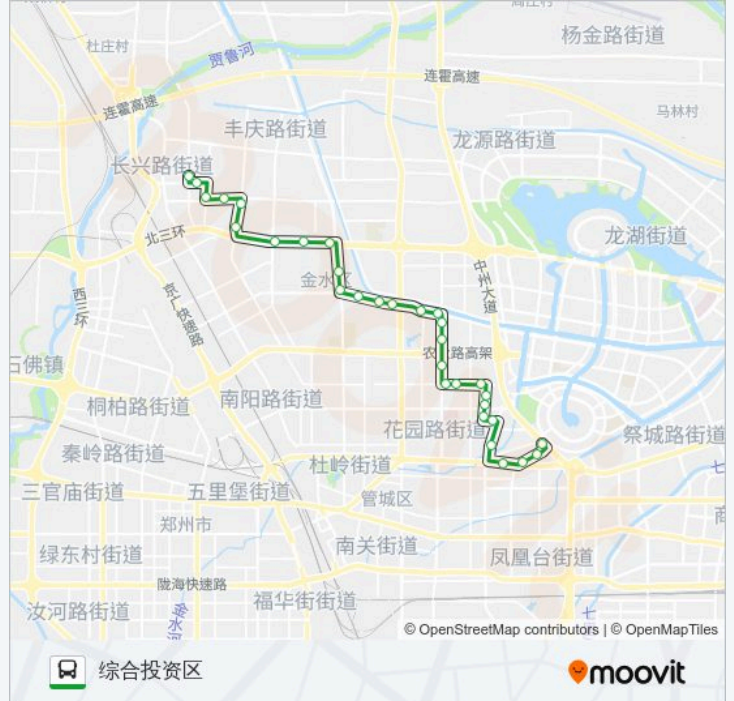 杜庄村
杨金路街道
贾鲁河
连霍高速
连霍高速
马林村
丰庆路街道
龙源路街道
长兴路街道
北三环
龙湖街道
金水区
中州大道
西三环
京广快速路
石佛镇
农业路高架
桐柏路街道
南阳路街道
花园路街道
祭城路街道
秦岭路街道
杜岭街道
三官庙街道
五里堡街道
管城区
郑州市
南关街道
绿东村街道
凤凰台街道
陇海快速路
福华街街道
汝河路街道
金水河
© OpenStreetMap contributors | © OpenMapTiles
综合投资区
moovit